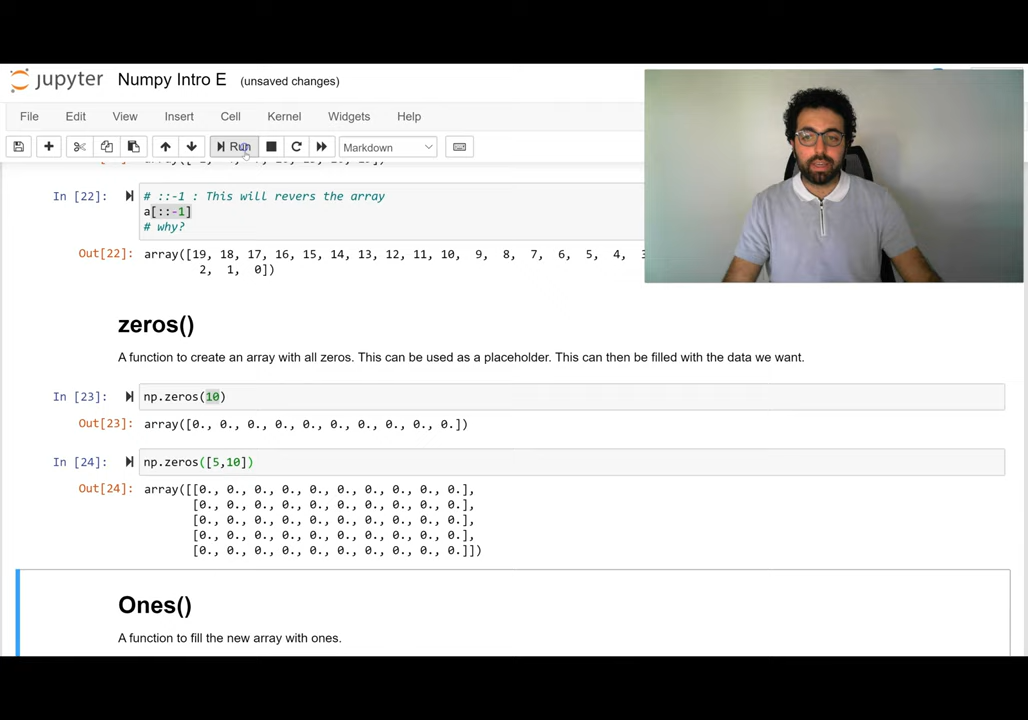 jupyter Numpy Intro E (unsaved changes)
File Edit View Insert Cell Kernel Widgets Help
Run Markdown
In [22]: # ::-1 : This will revers the array
a[::-1]
# why?
Out[22]: array([19, 18, 17, 16, 15, 14, 13, 12, 11, 10, 9, 8, 7, 6, 5, 4,
2, 1, 0])
zeros()
A function to create an array with all zeros. This can be used as a placeholder. This can then be filled with the data we want.
In [23]: np.zeros(10)
Out[23]: array([0., 0., 0., 0., 0., 0., 0., 0., 0., 0.])
In [24]: np.zeros([5,10])
Out[24]: array([[0., 0., 0., 0., 0., 0., 0., 0., 0., 0.],
[0., 0., 0., 0., 0., 0., 0., 0., 0., 0.],
[0., 0., 0., 0., 0., 0., 0., 0., 0., 0.],
[0., 0., 0., 0., 0., 0., 0., 0., 0., 0.],
[0., 0., 0., 0., 0., 0., 0., 0., 0., 0.]])
Ones()
A function to fill the new array with ones.